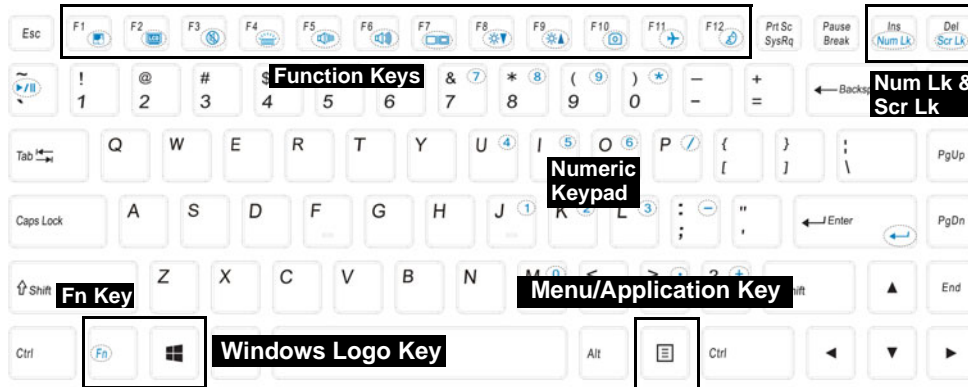 Esc F1 F2 F3 F4 F5 F6 F7 F8 F9 F10 F11 F12 Prt Sc SysRq Pause Break Ins Num Lk Del Scr Lk
~ ` ! 1 @ 2 # 3 $ 4 5 6 & 7 7 * 8 8 ( 9 9 ) 0 * _ - + = Backsp
Function Keys
Num Lk &
Scr Lk
Tab Q W E R T Y U 4 I 5 O 6 P / { [ } ] ¦ \ PgUp
Numeric
Keypad
Caps Lock A S D F G H J 1 K 2 L 3 : ; - " ' Enter PgDn
Shift Z X C V B N M 0 End
Fn Key
Menu/Application Key
Ctrl Fn Alt Ctrl
Windows Logo Key